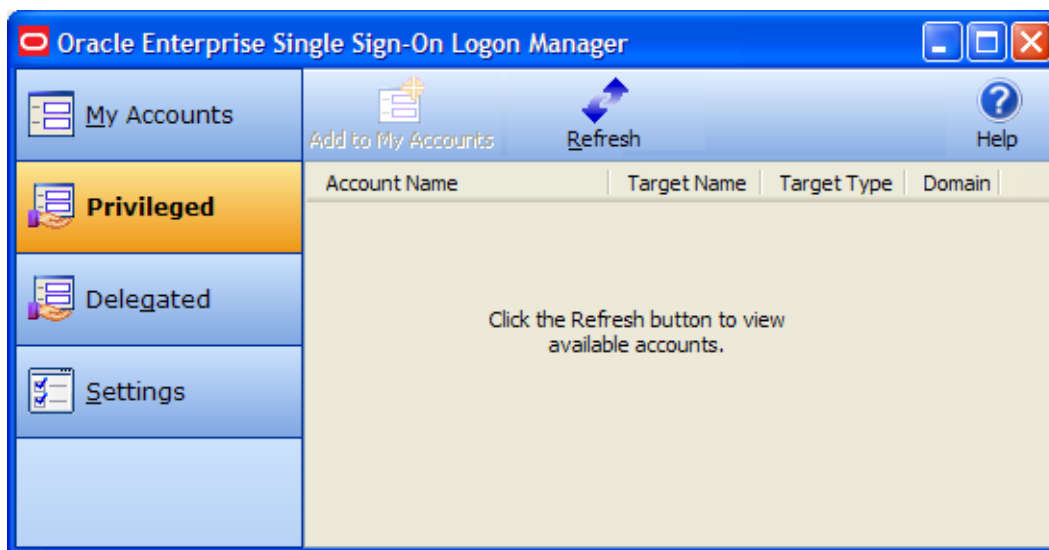 Oracle Enterprise Single Sign-On Logon Manager
My Accounts
Privileged
Delegated
Settings
Add to My Accounts
Refresh
Help
Account Name
Target Name
Target Type
Domain
Click the Refresh button to view
available accounts.